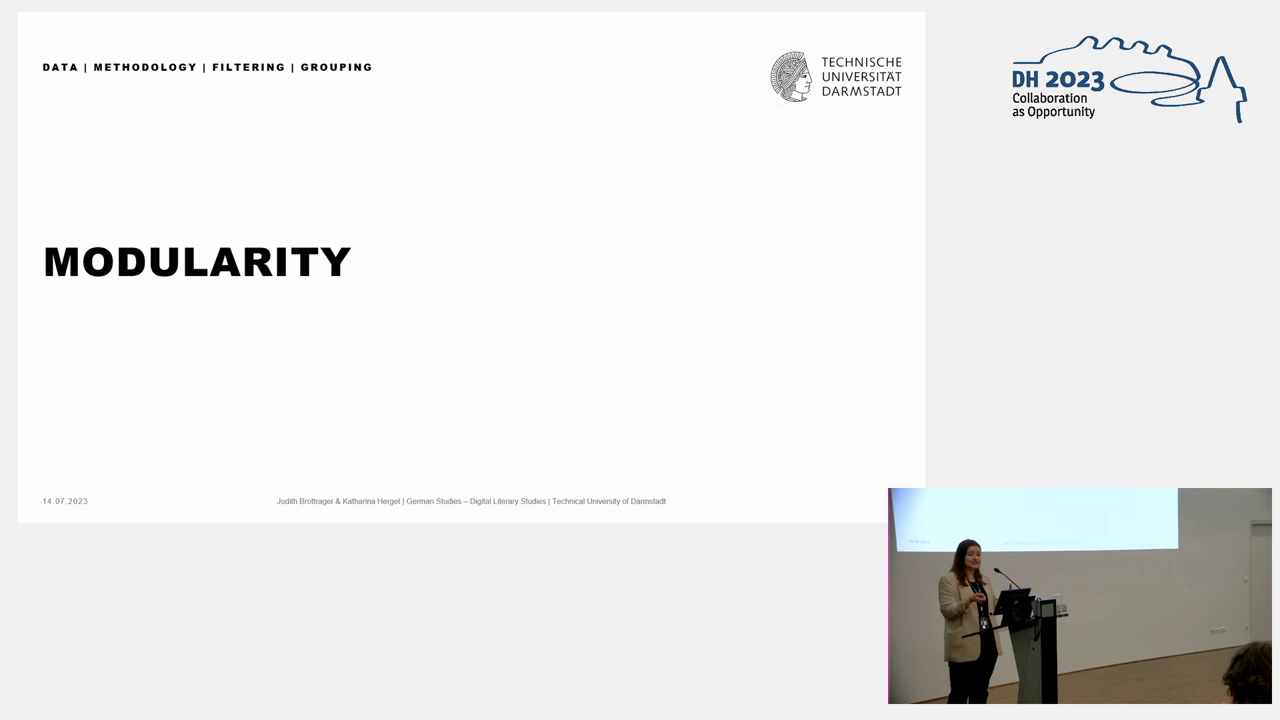 DATA | METHODOLOGY | FILTERING | GROUPING
TECHNISCHE
UNIVERSITÄT
DARMSTADT
DH 2023
Collaboration
as Opportunity
MODULARITY
14.07.2023
Judith Brottrager & Katharina Herget | German Studies – Digital Literary Studies | Technical University of Darmstadt